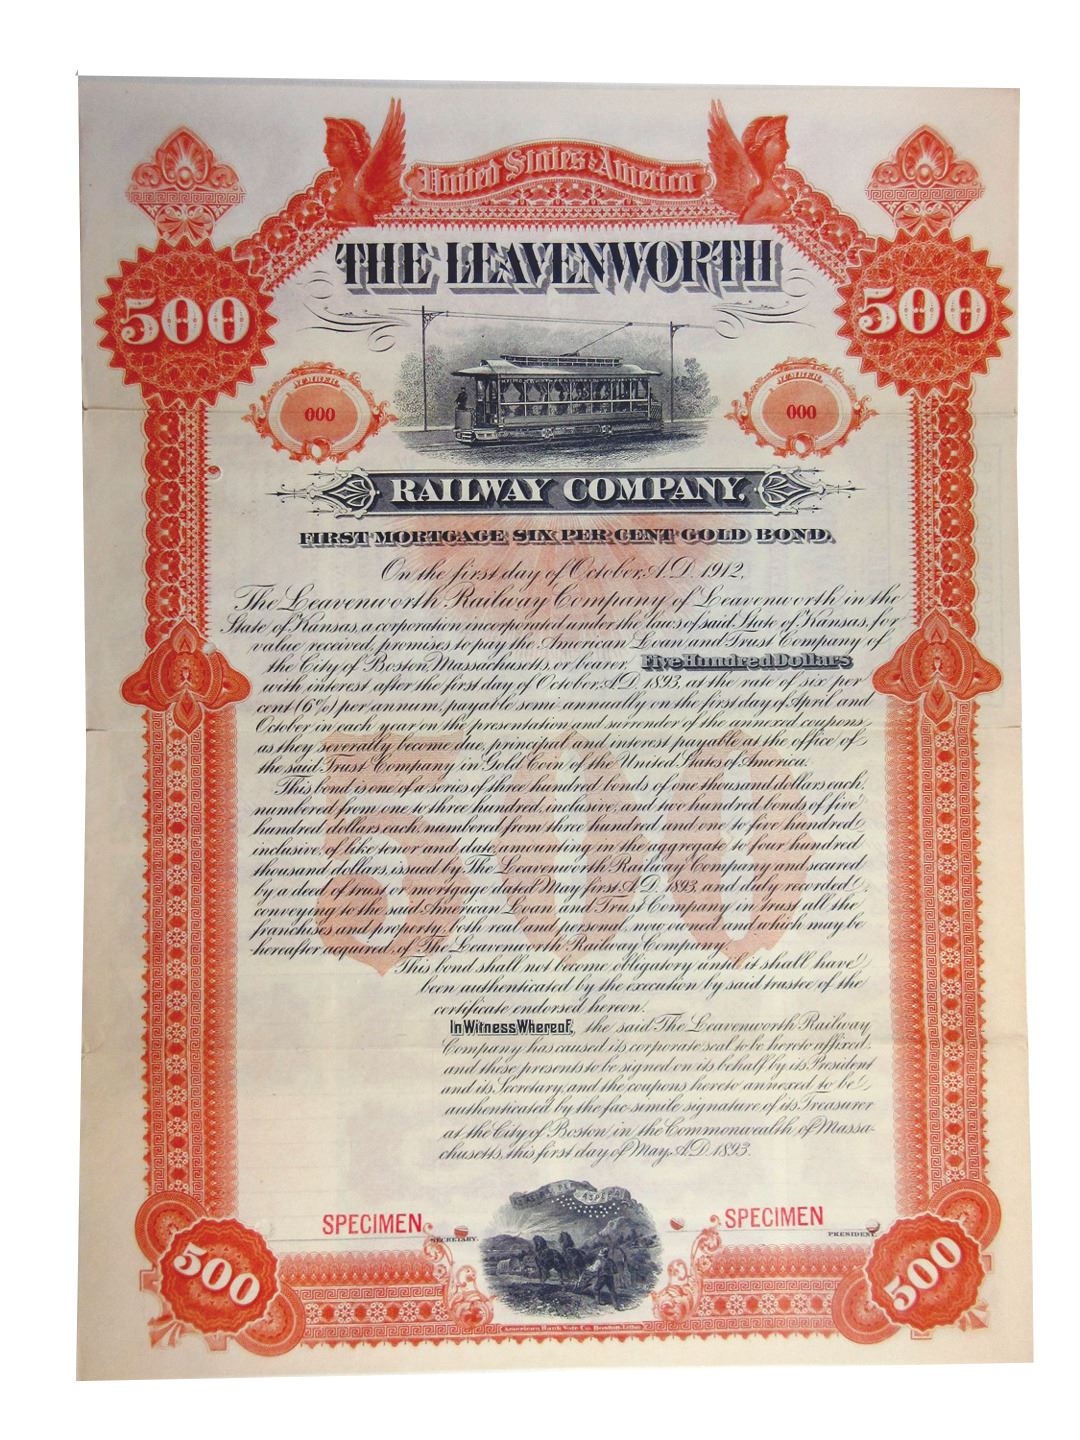 United States of America
THE LEAVENWORTH
500
500
NUMBER.
000
NUMBER.
000
RAILWAY COMPANY.
FIRST MORTGAGE SIX PER CENT GOLD BOND.
On the first day of October, A.D. 1912,
The Leavenworth Railway Company of Leavenworth in the
State of Kansas, a corporation incorporated under the laws of said State of Kansas, for
value received, promises to pay the American Loan and Trust Company of
the City of Boston, Massachusetts, or bearer, Five Hundred Dollars
with interest after the first day of October, A.D. 1893, at the rate of six per
cent (6%) per annum, payable semi-annually on the first day of April and
October in each year on the presentation and surrender of the annexed coupons
as they severally become due, principal and interest payable at the office of
the said Trust Company in Gold Coin of the United States of America.
This bond is one of a series of three hundred bonds of one thousand dollars each,
numbered from one to three hundred, inclusive, and two hundred bonds of five
hundred dollars each, numbered from three hundred and one to five hundred
inclusive, of like tenor and date, amounting in the aggregate to four hundred
thousand dollars, issued by The Leavenworth Railway Company and secured
by a deed of trust or mortgage dated May first, A.D. 1893, and duly recorded,
conveying to the said American Loan and Trust Company in trust all the
franchises and property, both real and personal, now owned and which may be
hereafter acquired, of The Leavenworth Railway Company.
500
This bond shall not become obligatory until it shall have
been authenticated by the execution by said trustee of the
certificate endorsed hereon.
In Witness Whereof, the said The Leavenworth Railway
Company has caused its corporate seal to be hereto affixed,
and these presents to be signed on its behalf by its President
and its Secretary, and the coupons hereto annexed to be
authenticated by the fac-simile signature of its Treasurer
at the City of Boston, in the Commonwealth of Massa-
chusetts, this first day of May, A.D. 1893.
AD ASTRA PER ASPERA
SPECIMEN
SECRETARY.
SPECIMEN
PRESIDENT.
500
500
American Bank Note Co. Boston, Litho.